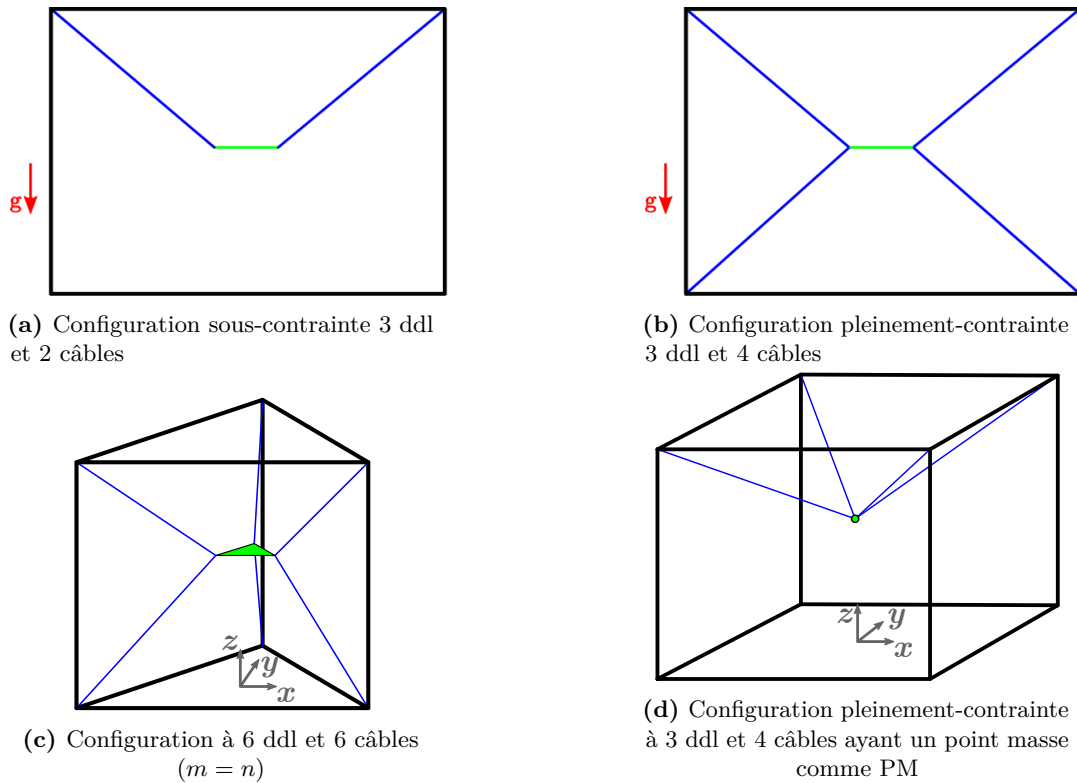 g
g
(a) Configuration sous-contrainte 3 ddl
et 2 câbles
(b) Configuration pleinement-contrainte
3 ddl et 4 câbles
z
y
x
(c) Configuration à 6 ddl et 6 câbles
(m = n)
z
y
x
(d) Configuration pleinement-contrainte
à 3 ddl et 4 câbles ayant un point masse
comme PM